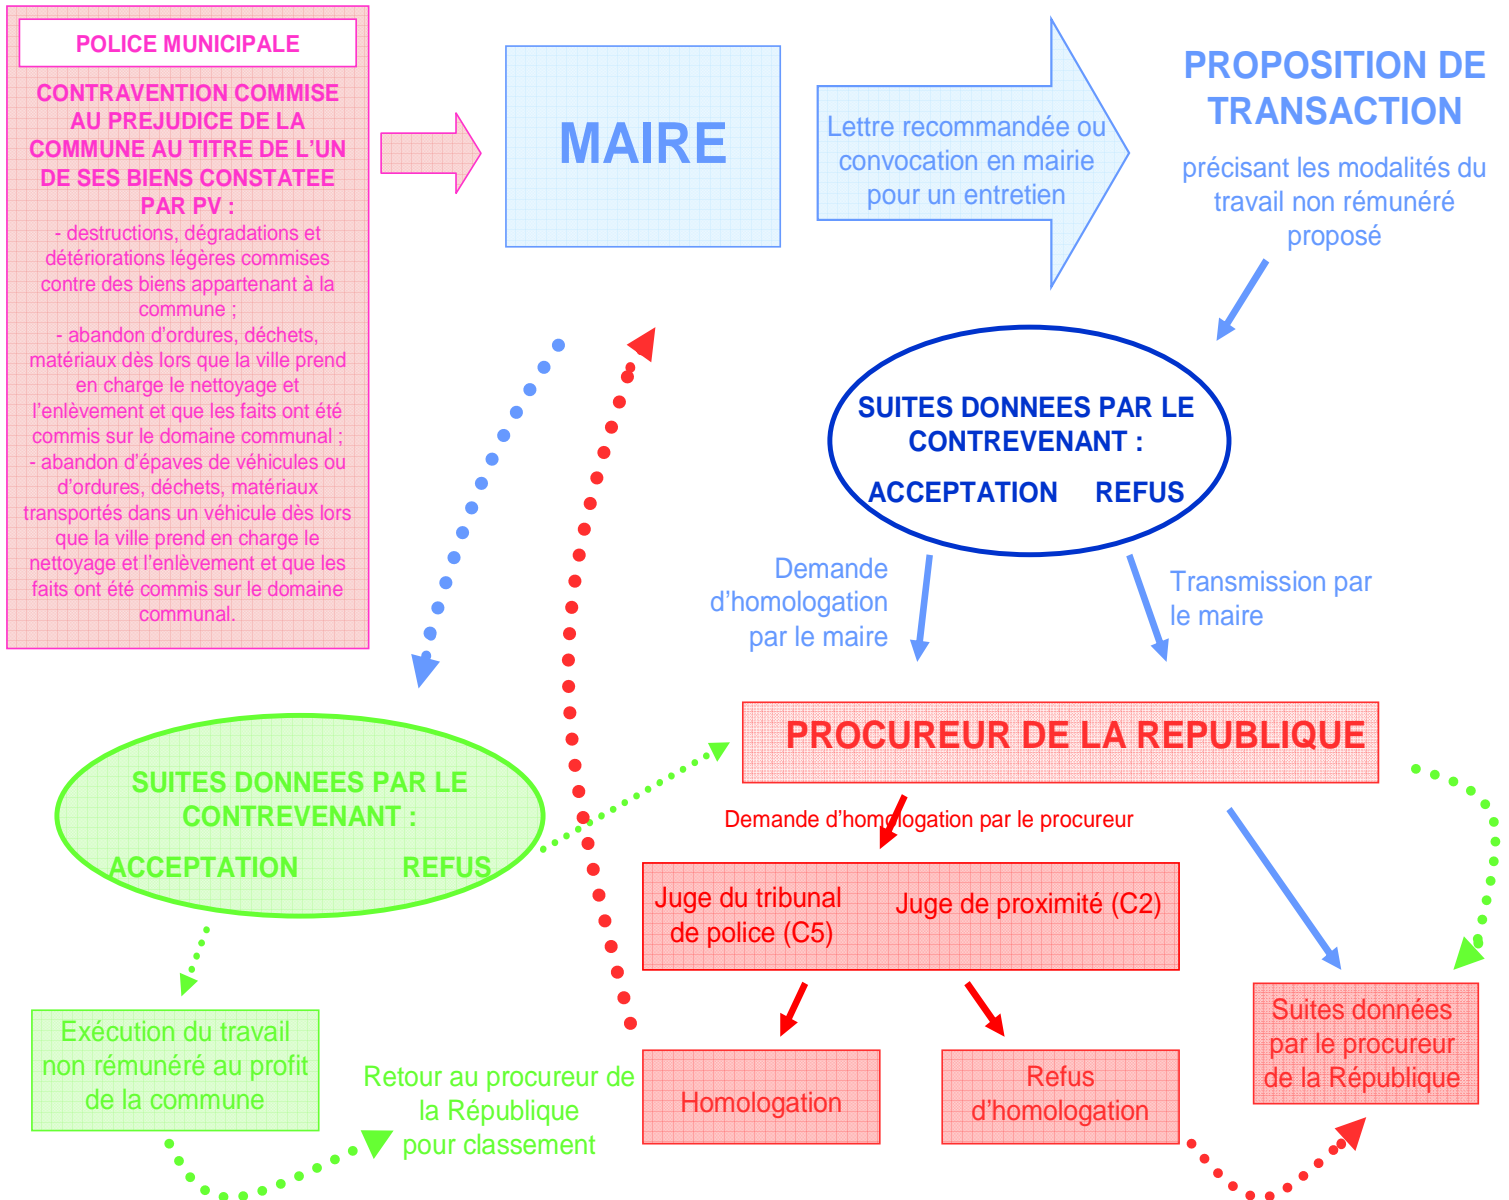 POLICE MUNICIPALE
CONTRAVENTION COMMISE
AU PREJUDICE DE LA
COMMUNE AU TITRE DE L'UN
DE SES BIENS CONSTATEE
PAR PV :
- destructions, dégradations et
détériorations légères commises
contre des biens appartenant à la
commune ;
- abandon d'ordures, déchets,
matériaux dès lors que la ville prend
en charge le nettoyage et
l'enlèvement et que les faits ont été
commis sur le domaine communal ;
- abandon d'épaves de véhicules ou
d'ordures, déchets, matériaux
transportés dans un véhicule dès lors
que la ville prend en charge le
nettoyage et l'enlèvement et que les
faits ont été commis sur le domaine
communal.
MAIRE
Lettre recommandée ou
convocation en mairie
pour un entretien
PROPOSITION DE
TRANSACTION
précisant les modalités du
travail non rémunéré
proposé
SUITES DONNEES PAR LE
CONTREVENANT :
ACCEPTATION REFUS
Demande
d'homologation
par le maire
Transmission par
le maire
PROCUREUR DE LA REPUBLIQUE
SUITES DONNEES PAR LE
CONTREVENANT :
ACCEPTATION REFUS
Demande d'homologation par le procureur
Juge du tribunal
de police (C5)
Juge de proximité (C2)
Exécution du travail
non rémunéré au profit
de la commune
Retour au procureur de
la République
pour classement
Homologation
Refus
d'homologation
Suites données
par le procureur
de la République